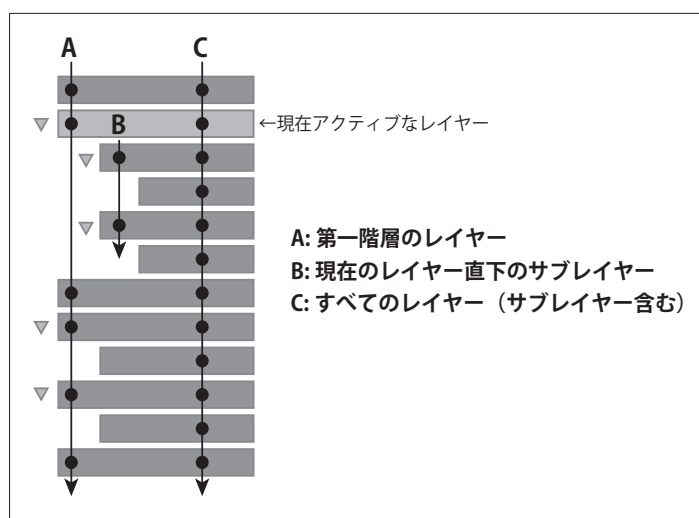 A
C
B
←現在アクティブなレイヤー
A: 第一階層のレイヤー
B: 現在のレイヤー直下のサブレイヤー
C: すべてのレイヤー（サブレイヤー含む）